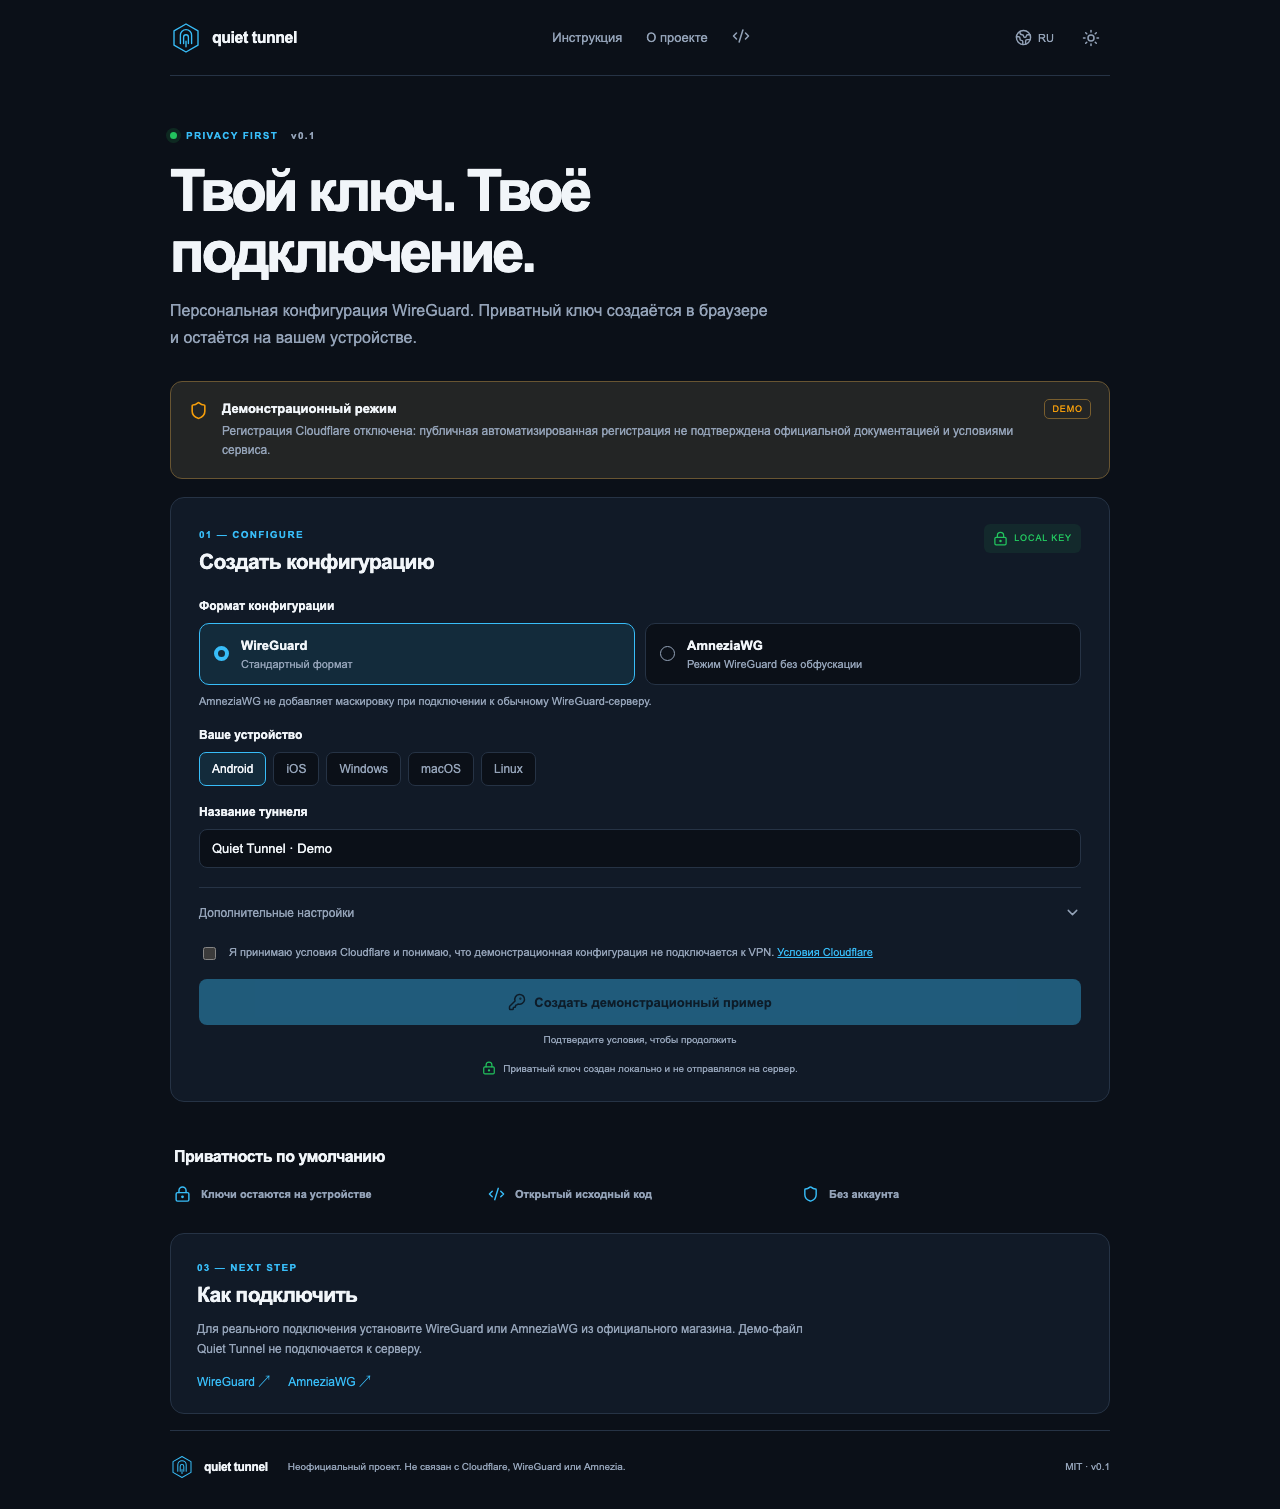 quiet tunnel
Инструкция
О проекте
RU
PRIVACY FIRST v0.1
Твой ключ. Твоё
подключение.
Персональная конфигурация WireGuard. Приватный ключ создаётся в браузере
и остаётся на вашем устройстве.
Демонстрационный режим
DEMO
Регистрация Cloudflare отключена: публичная автоматизированная регистрация не подтверждена официальной документацией и условиями
сервиса.
01 — CONFIGURE
LOCAL KEY
Создать конфигурацию
Формат конфигурации
WireGuard
Стандартный формат
AmneziaWG
Режим WireGuard без обфускации
AmneziaWG не добавляет маскировку при подключении к обычному WireGuard-серверу.
Ваше устройство
Android
iOS
Windows
macOS
Linux
Название туннеля
Quiet Tunnel · Demo
Дополнительные настройки
Я принимаю условия Cloudflare и понимаю, что демонстрационная конфигурация не подключается к VPN. Условия Cloudflare
Создать демонстрационный пример
Подтвердите условия, чтобы продолжить
Приватный ключ создан локально и не отправлялся на сервер.
Приватность по умолчанию
Ключи остаются на устройстве
Открытый исходный код
Без аккаунта
03 — NEXT STEP
Как подключить
Для реального подключения установите WireGuard или AmneziaWG из официального магазина. Демо-файл
Quiet Tunnel не подключается к серверу.
WireGuard ↗
AmneziaWG ↗
quiet tunnel
Неофициальный проект. Не связан с Cloudflare, WireGuard или Amnezia.
MIT · v0.1